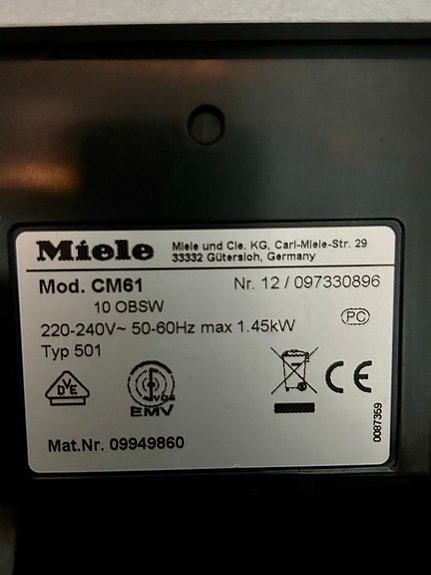 Miele
Miele und Cie. KG, Carl-Miele-Str. 29
33332 Gütersloh, Germany
Mod. CM61 Nr. 12 / 097330896
10 OBSW
220-240V~ 50-60Hz max 1.45kW
PC
Typ 501
DVE
VDE
EMV
CE
0087359
Mat.Nr. 09949860